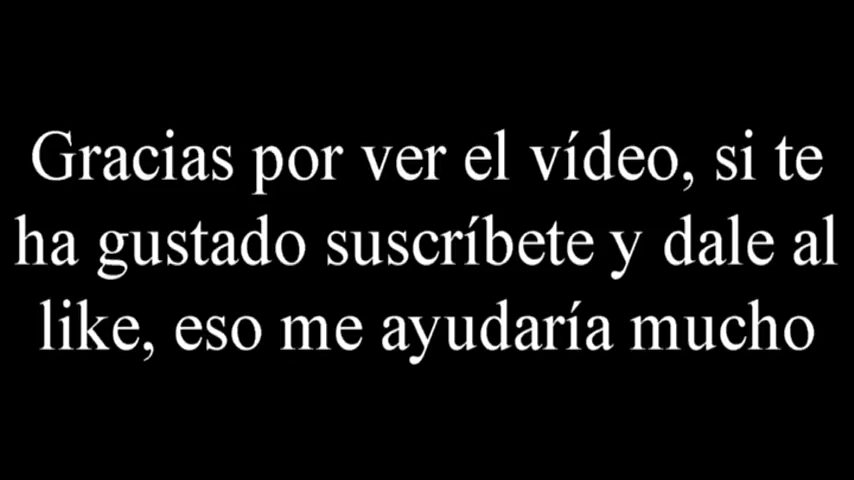 Gracias por ver el vídeo, si te
ha gustado suscríbete y dale al
like, eso me ayudaría mucho